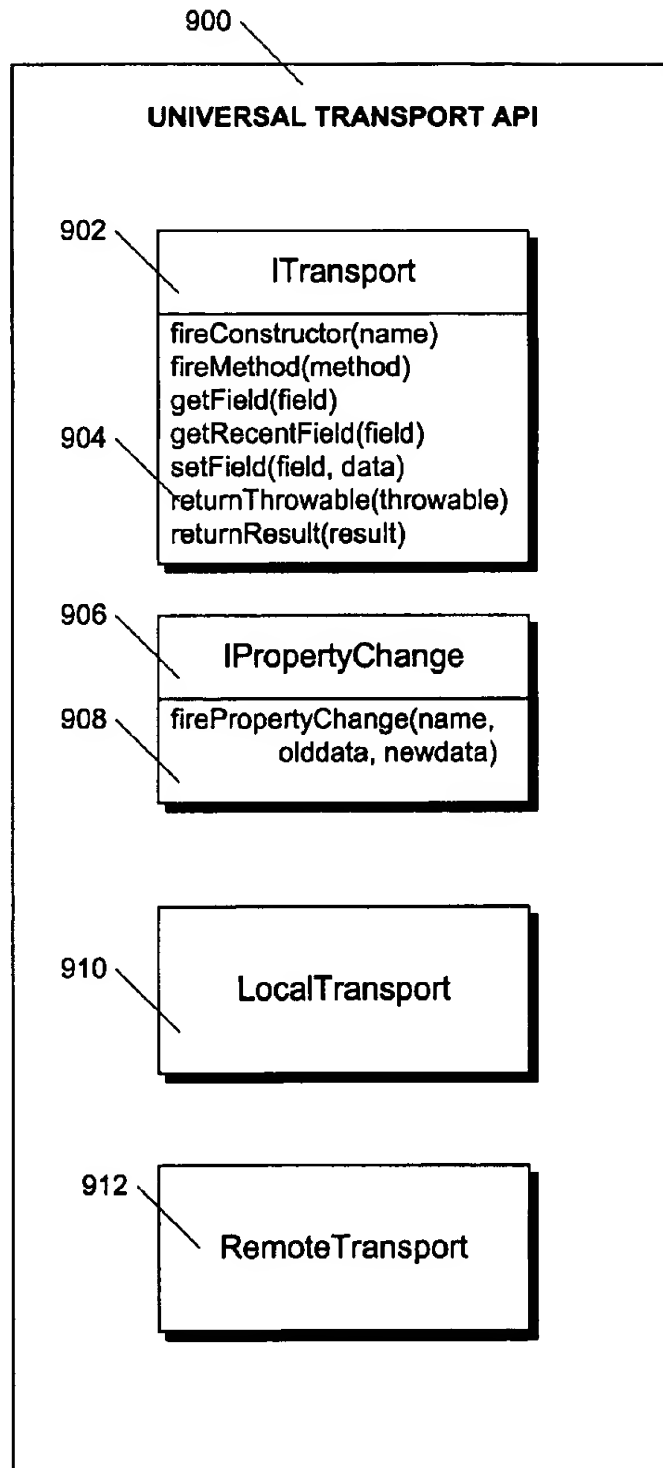 900
UNIVERSAL TRANSPORT API
902
ITransport
fireConstructor(name)
fireMethod(method)
getField(field)
getRecentField(field)
904
setField(field, data)
returnThrowable(throwable)
returnResult(result)
906
IPropertyChange
908
firePropertyChange(name,
olddata, newdata)
910
LocalTransport
912
RemoteTransport